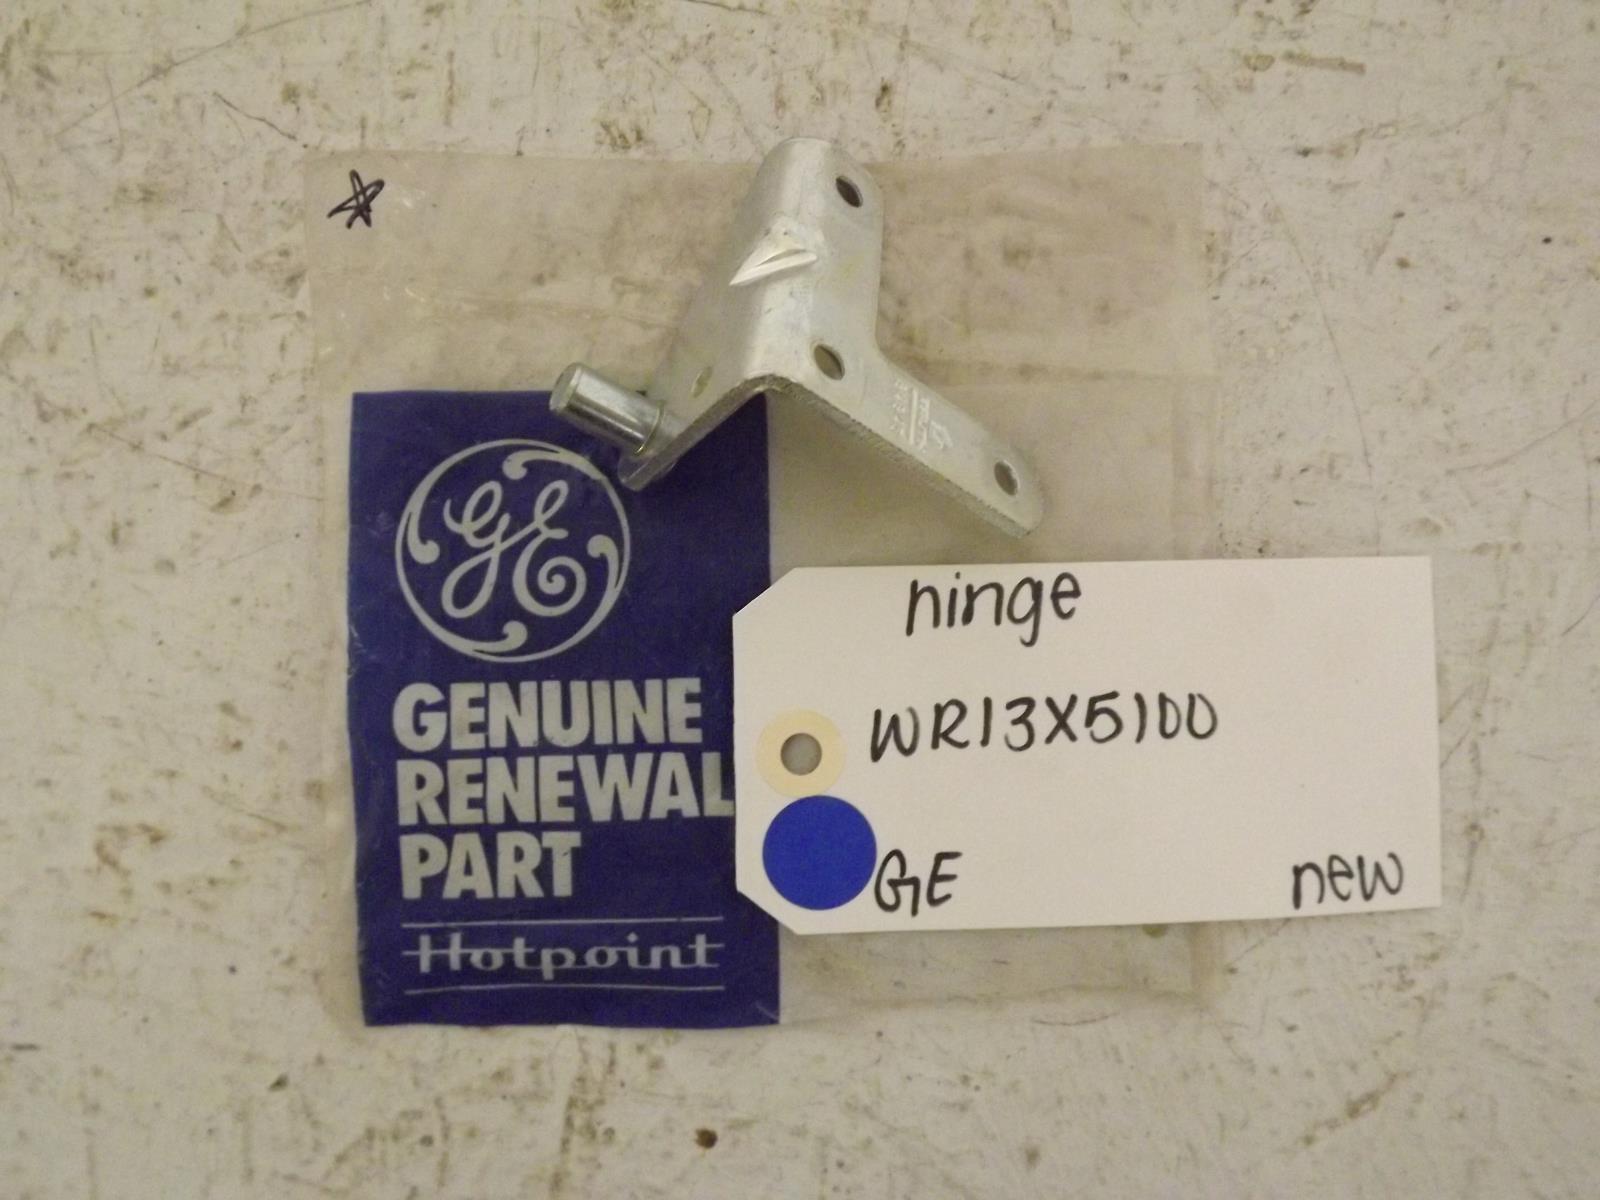 GE
GENUINE
RENEWAL
PART
Hotpoint
hinge
WR13X5100
GE new